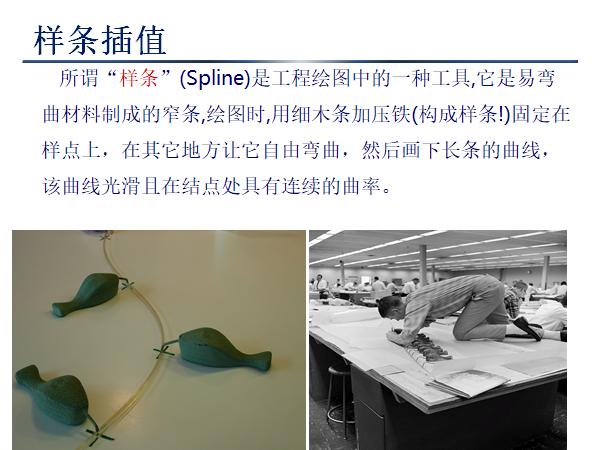 样条插值
所谓“样条”(Spline)是工程绘图中的一种工具,它是易弯
曲材料制成的窄条,绘图时,用细木条加压铁(构成样条!)固定在
样点上，在其它地方让它自由弯曲，然后画下长条的曲线，
该曲线光滑且在结点处具有连续的曲率。